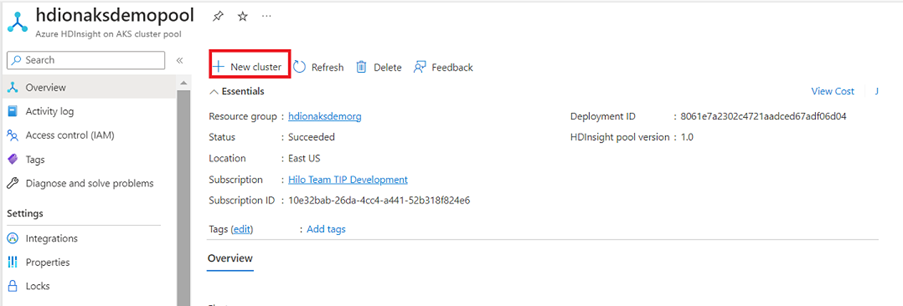 hdionaksdemopool
Azure HDInsight on AKS cluster pool
Search
Overview
Activity log
Access control (IAM)
Tags
Diagnose and solve problems
Settings
Integrations
Properties
Locks
New cluster Refresh Delete Feedback
Essentials
View Cost J
Resource group : hdionaksdemorg
Deployment ID : 8061e7a2302c4721aadced67adf06d04
Status : Succeeded
HDInsight pool version : 1.0
Location : East US
Subscription : Hilo Team TIP Development
Subscription ID : 10e32bab-26da-4cc4-a441-52b318f824e6
Tags (edit) : Add tags
Overview